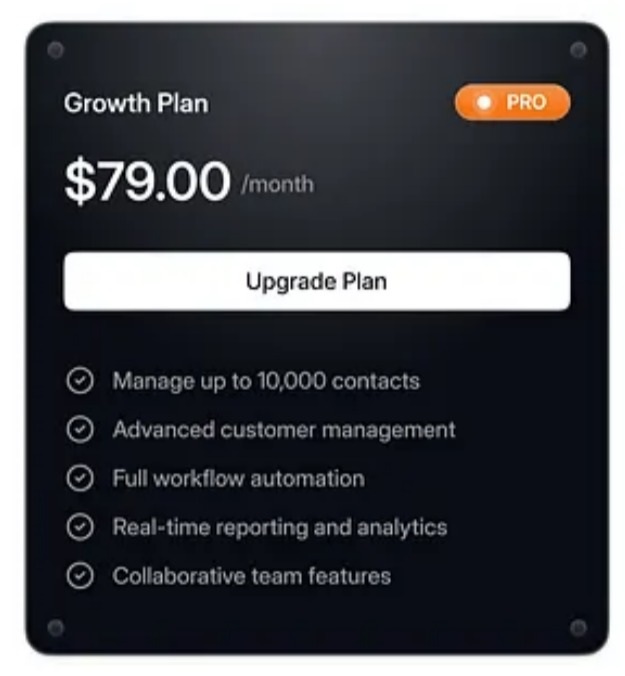 Growth Plan
PRO
$79.00 /month
Upgrade Plan
Manage up to 10,000 contacts
Advanced customer management
Full workflow automation
Real-time reporting and analytics
Collaborative team features